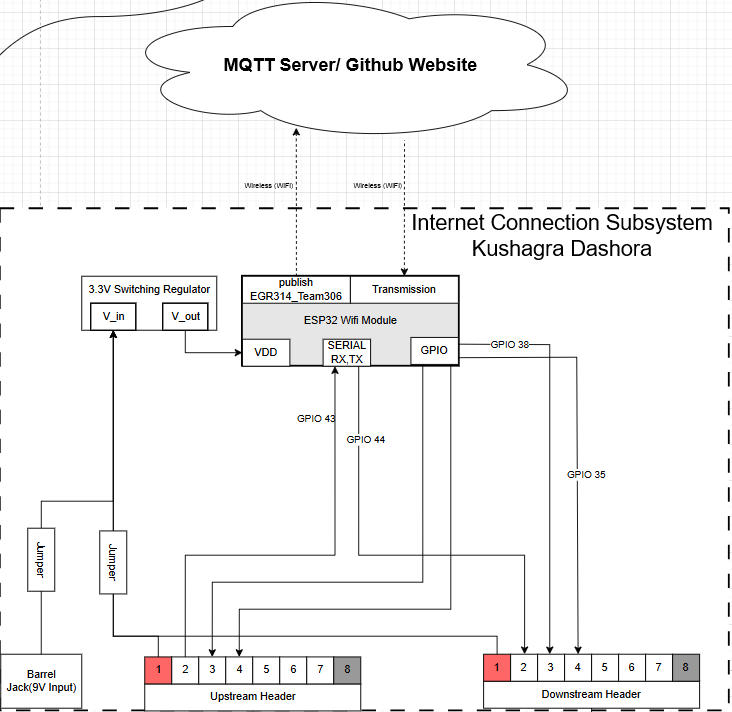 MQTT Server/ Github Website
Wireless (WiFi)
Wireless (WiFi)
Internet Connection Subsystem
Kushagra Dashora
3.3V Switching Regulator
V_in
V_out
publish
EGR314_Team306
Transmission
ESP32 Wifi Module
VDD
SERIAL
RX,TX
GPIO
GPIO 38
GPIO 43
GPIO 44
GPIO 35
Jumper
Jumper
Barrel
Jack(9V Input)
1 2 3 4 5 6 7 8
Upstream Header
1 2 3 4 5 6 7 8
Downstream Header